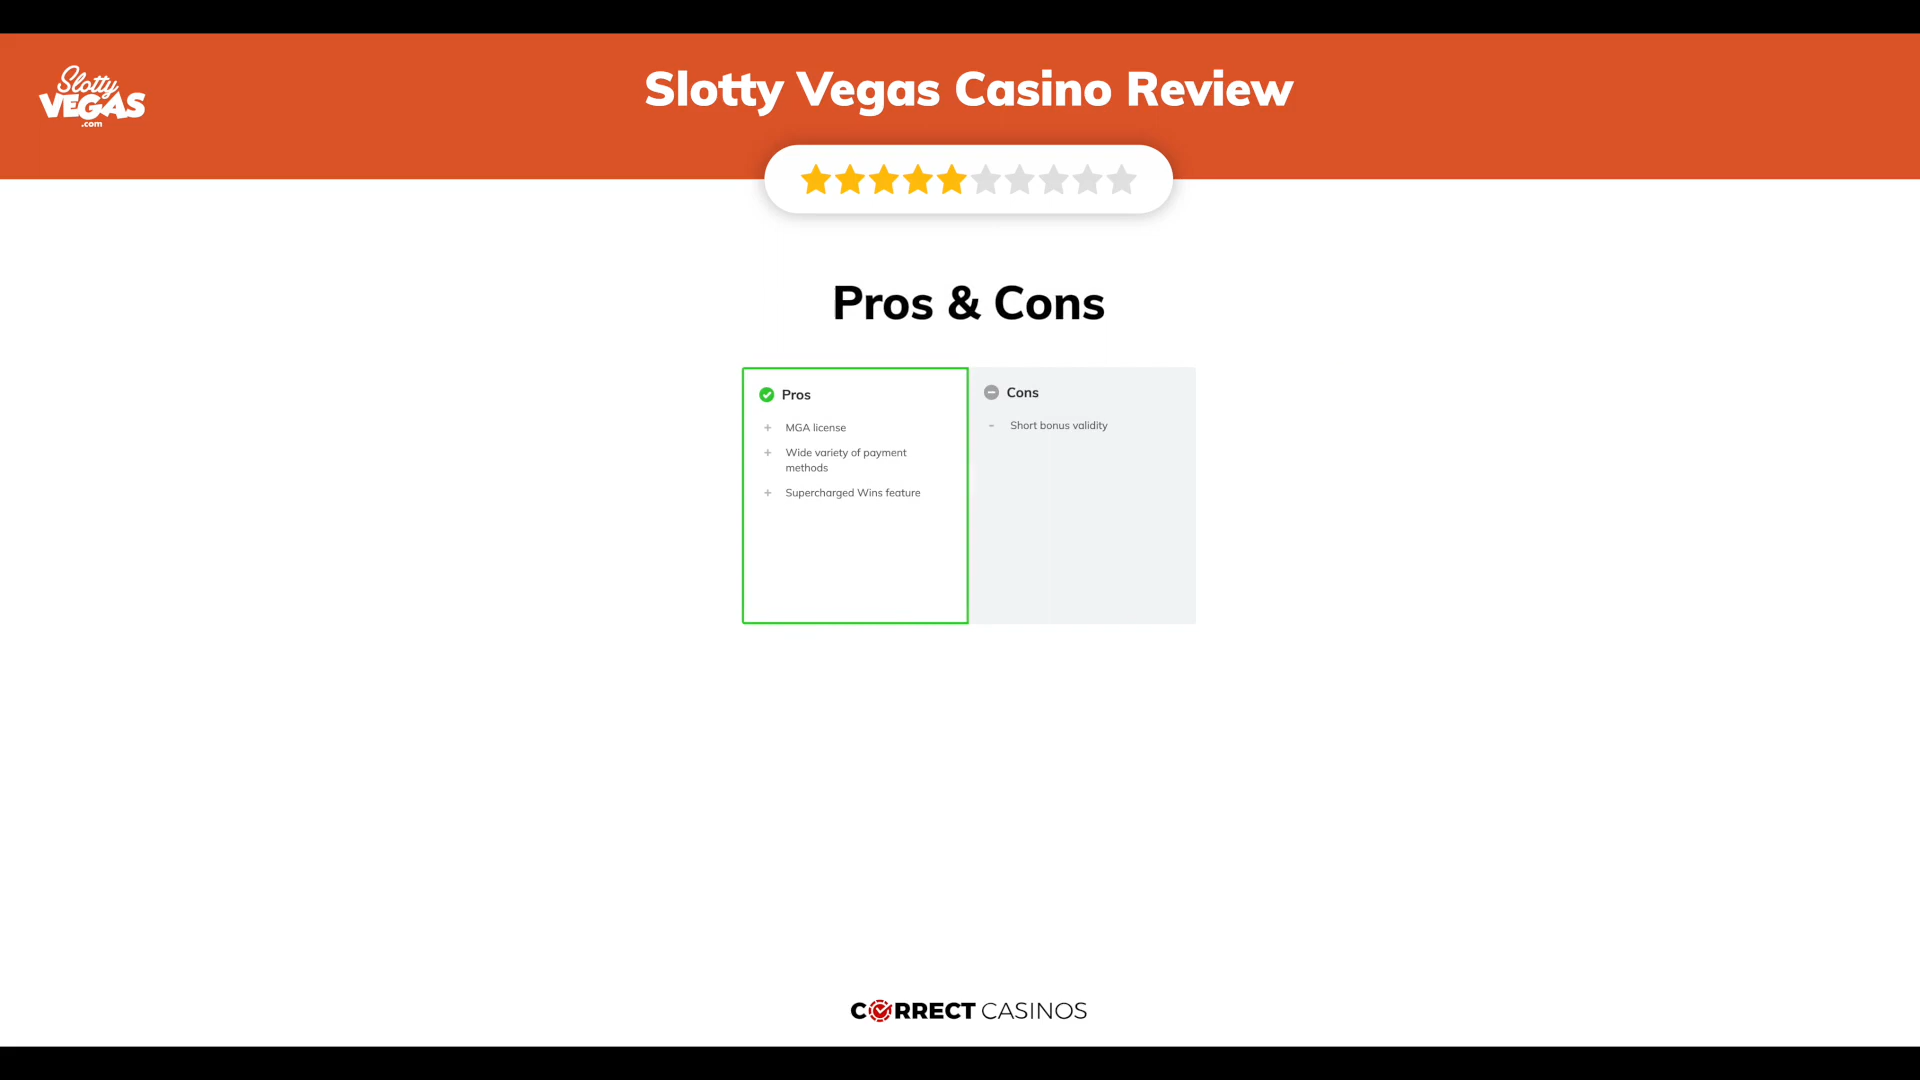 Slotty
VEGAS
.com
Slotty Vegas Casino Review
Pros & Cons
Pros
+ MGA license
+ Wide variety of payment
methods
+ Supercharged Wins feature
Cons
- Short bonus validity
CORRECT CASINOS